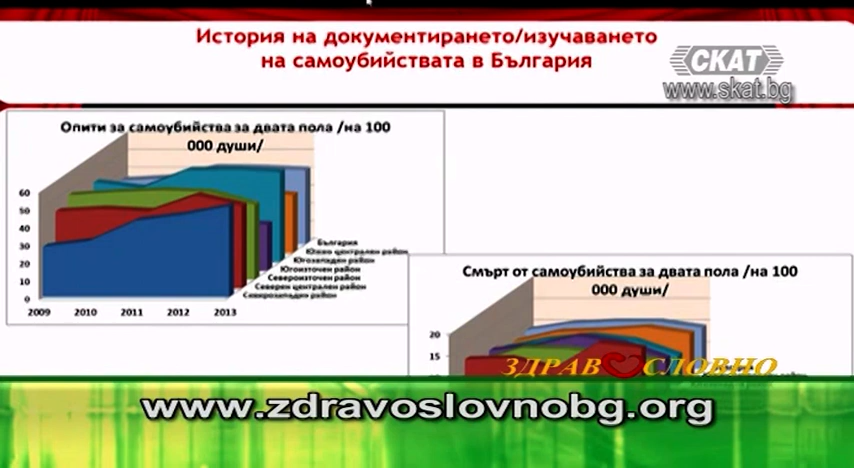 История на документирането/изучаването
на самоубийствата в България
СКАТ
www.skat.bg
Опити за самоубийства за двата пола /на 100
000 души/
60
50
40
30
20
10
0
2009 2010 2011 2012 2013
България
Южен централен район
Югозападен район
Югоизточен район
Североизточен район
Северен централен район
Северозападен район
Смърт от самоубийства за двата пола /на 100
000 души/
20
15
ЗДРАВ СЛОВНО
www.zdravoslovnobg.org